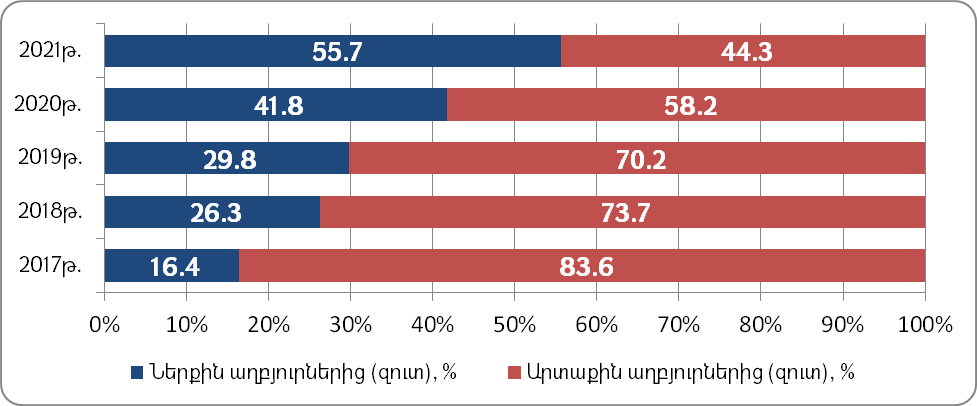 2021թ. 55.7 44.3
2020թ. 41.8 58.2
2019թ. 29.8 70.2
2018թ. 26.3 73.7
2017թ. 16.4 83.6
0% 10% 20% 30% 40% 50% 60% 70% 80% 90% 100%
Ներքին աղբյուրներից (զուտ), % Արտաքին աղբյուրներից (զուտ), %